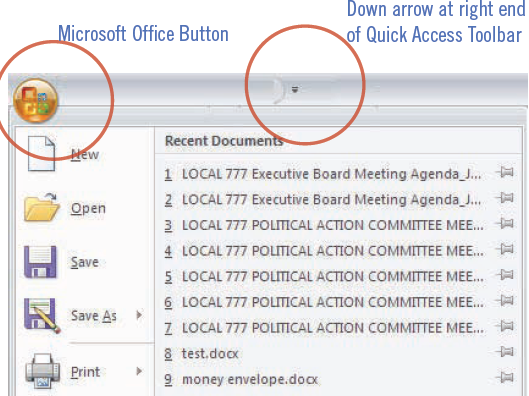 Down arrow at right end
Microsoft Office Button
of Quick Access Toolbar
Recent Documents
New
1 LOCAL 777 Executive Board Meeting Agenda_J...
2 LOCAL 777 Executive Board Meeting Agenda_J...
Open
3 LOCAL 777 POLITICAL ACTION COMMITTEE MEE...
4 LOCAL 777 POLITICAL ACTION COMMITTEE MEE...
Save
5 LOCAL 777 POLITICAL ACTION COMMITTEE MEE...
6 LOCAL 777 POLITICAL ACTION COMMITTEE MEE...
Save As
7 LOCAL 777 POLITICAL ACTION COMMITTEE MEE...
8 test.docx
Print
9 money envelope.docx